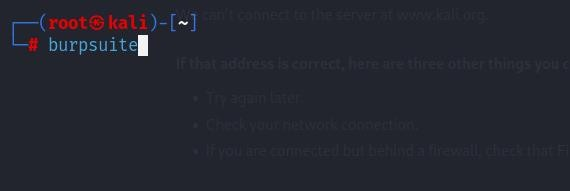 ┌──(root㉿kali)-[~]
└─# burpsuite
We can't connect to the server at www.kali.org.
If that address is correct, here are three other things you c
• Try again later.
• Check your network connection.
• If you are connected but behind a firewall, check that Fi